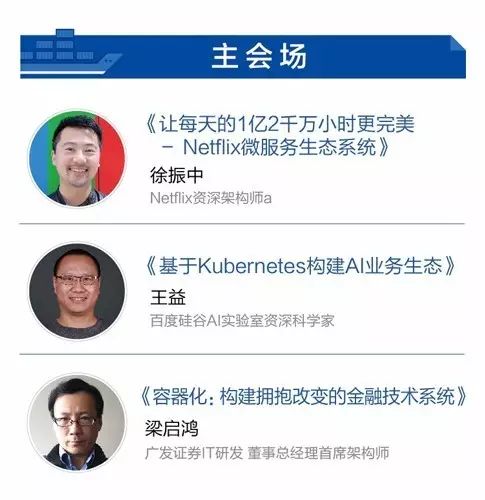 主会场
《让每天的1亿2千万小时更完美
- Netflix微服务生态系统》
徐振中
Netflix资深架构师a
《基于Kubernetes构建AI业务生态》
王益
百度硅谷AI实验室资深科学家
《容器化：构建拥抱改变的金融技术系统》
梁启鸿
广发证券IT研发 董事总经理首席架构师